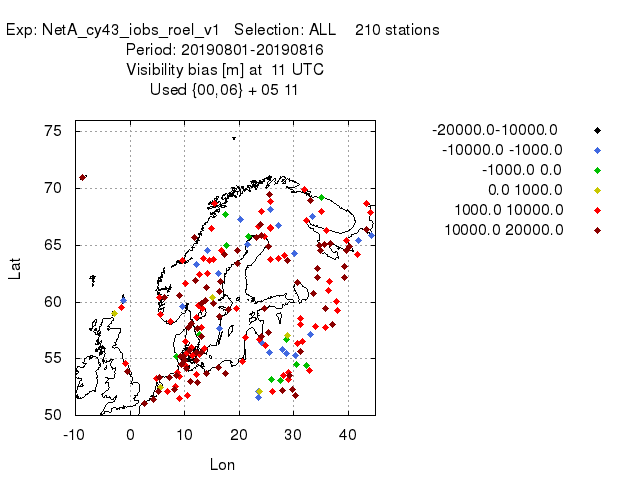 Exp: NetA_cy43_iobs_roel_v1 Selection: ALL 210 stations
Period: 20190801-20190816
Visibility bias [m] at 11 UTC
Used {00,06} + 05 11
-20000.0-10000.0
-10000.0 -1000.0
-1000.0 0.0
0.0 1000.0
1000.0 10000.0
10000.0 20000.0
75
70
65
60
55
50
Lat
-10 0 10 20 30 40
Lon